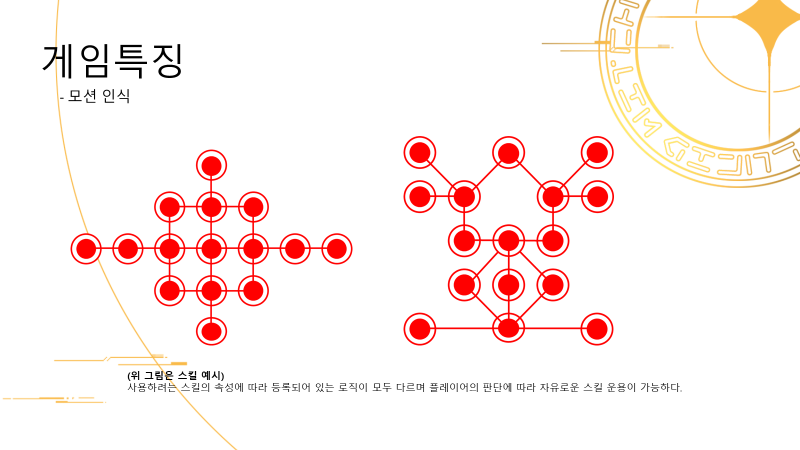 게임특징
- 모션 인식
(위 그림은 스킬 예시)
사용하려는 스킬의 속성에 따라 등록되어 있는 로직이 모두 다르며 플레이어의 판단에 따라 자유로운 스킬 운용이 가능하다.